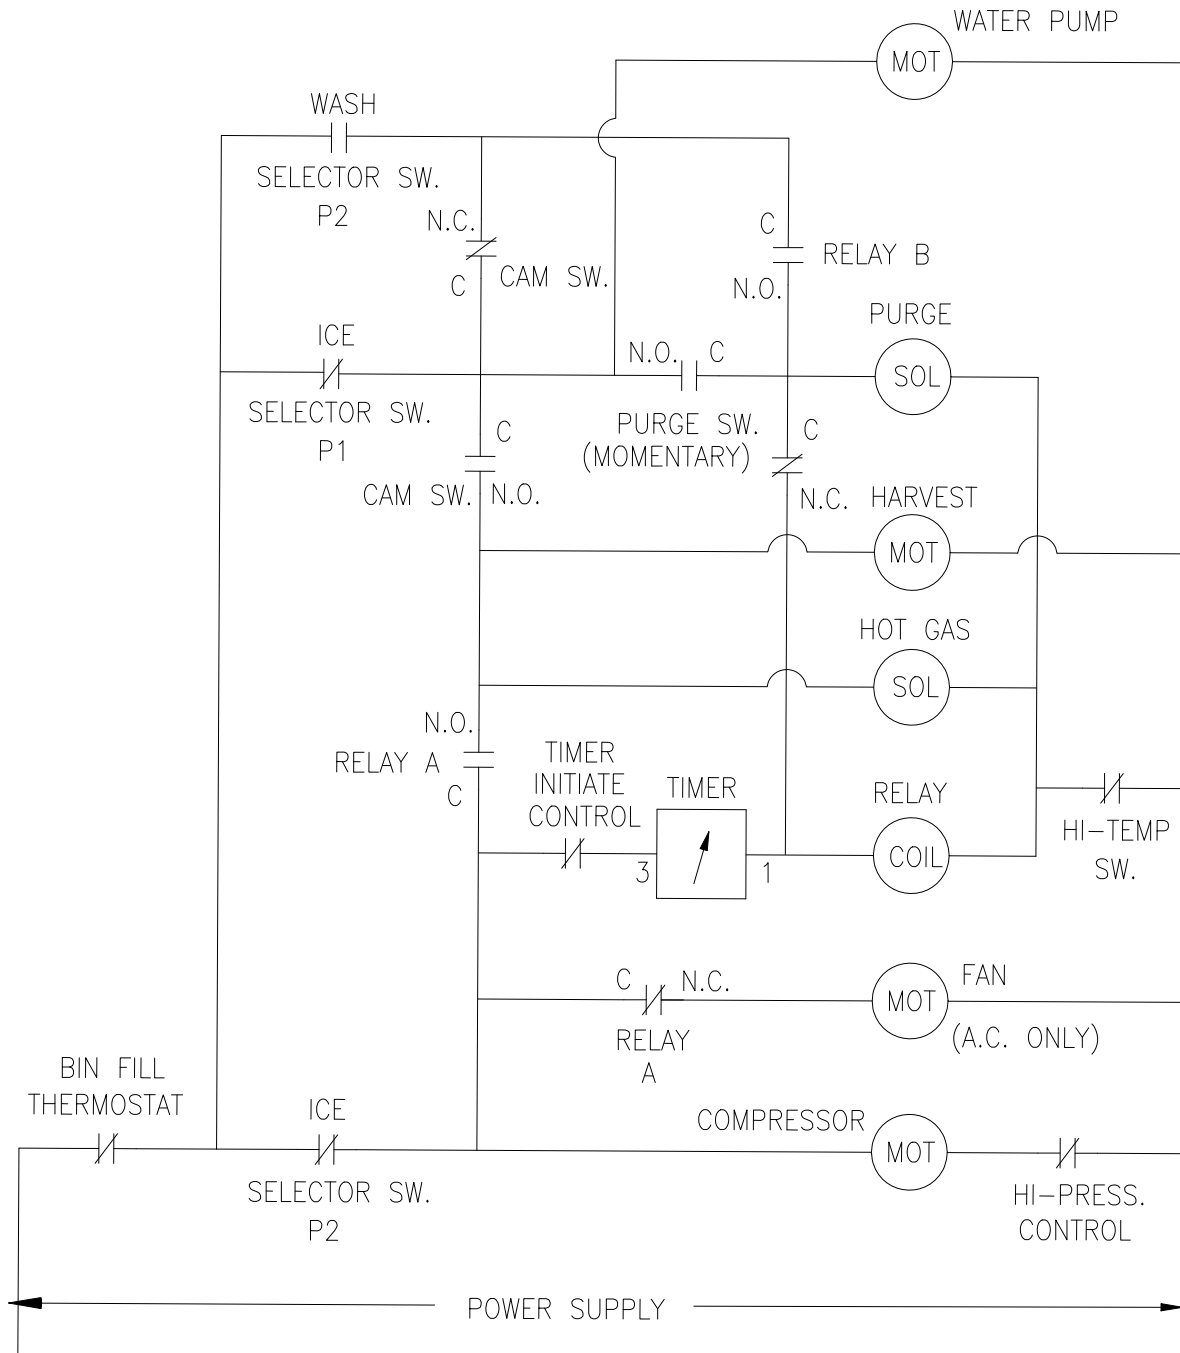 WATER PUMP
MOT
WASH
SELECTOR SW.
P2
N.C.
C
CAM SW.
C
RELAY B
N.O.
PURGE
SOL
ICE
SELECTOR SW.
P1
N.O.
C
PURGE SW.
(MOMENTARY)
C
CAM SW.
N.O.
C
N.C.
HARVEST
MOT
HOT GAS
SOL
N.O.
RELAY A
C
TIMER
INITIATE
CONTROL
TIMER
3
1
RELAY
COIL
HI-TEMP
SW.
C
N.C.
RELAY
A
FAN
MOT
(A.C. ONLY)
BIN FILL
THERMOSTAT
ICE
SELECTOR SW.
P2
COMPRESSOR
MOT
HI-PRESS.
CONTROL
POWER SUPPLY